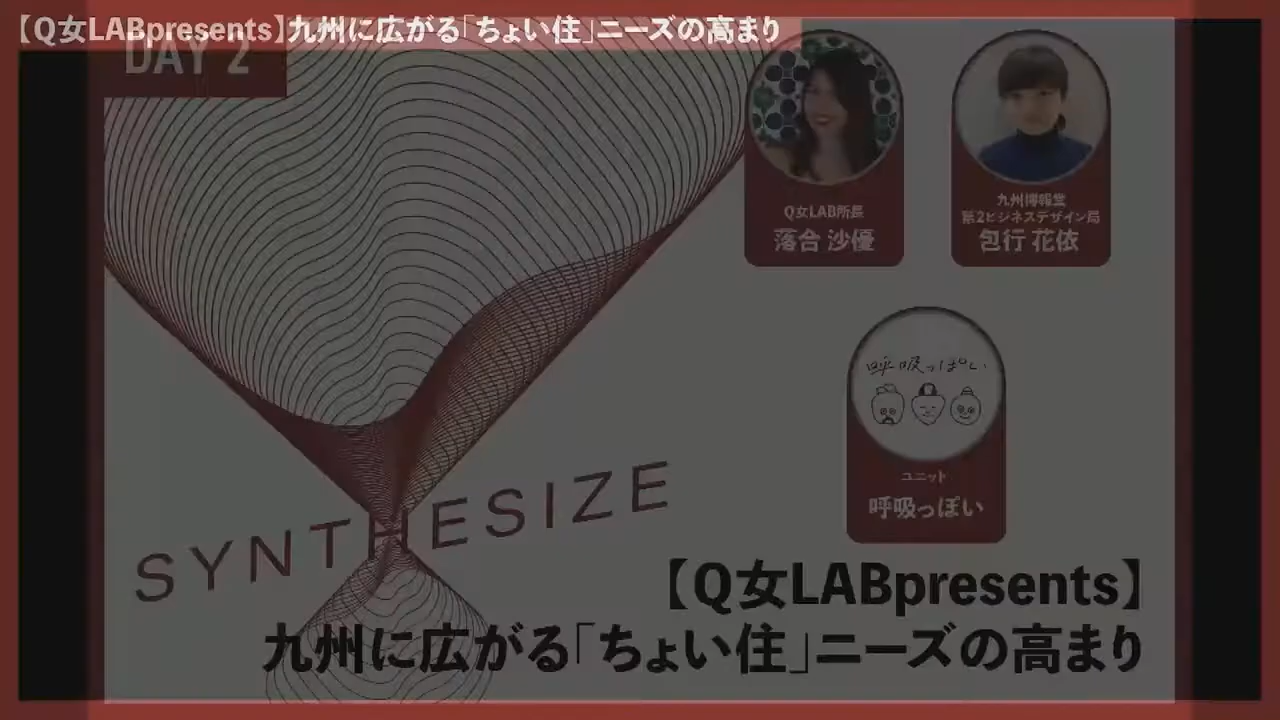 【Q女LABpresents】九州に広がる「ちょい住」ニーズの高まり
DAY 2
Q女LAB所長
落合 沙優
九州博報堂
第2ビジネスデザイン局
包行 花依
呼吸っぽい
ユニット
呼吸っぽい
SYNTHESIZE
【Q女LABpresents】
九州に広がる「ちょい住」ニーズの高まり